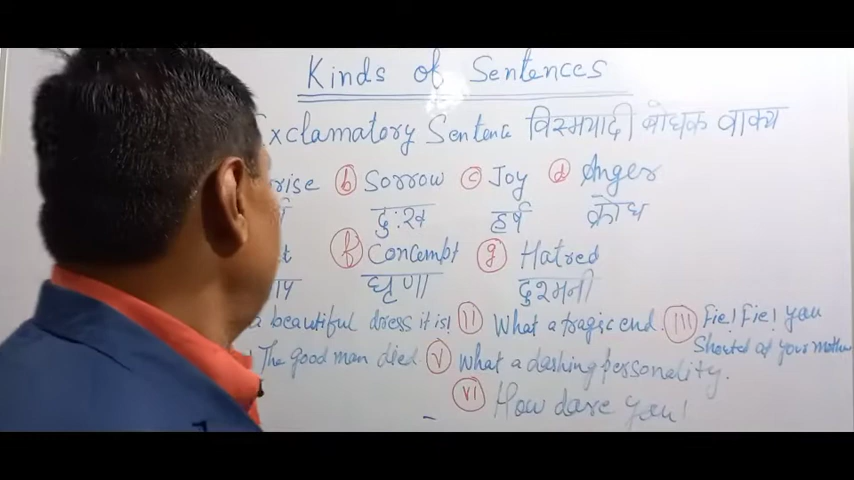 Kinds of Sentences
xclamatory Sentence विस्मयादी बोधक वाक्य
rise (b) Sorrow (c) Joy (d) Anger
दुःख हर्ष क्रोध
(f) Concempt (g) Hatred
घृणा दुश्मनी
a beautiful dress it is! (II) What a tragic end. (III) Fie! Fie! you
Shouted at your mother
The good man died. (V) What a dashing personality.
(VI) How dare you!